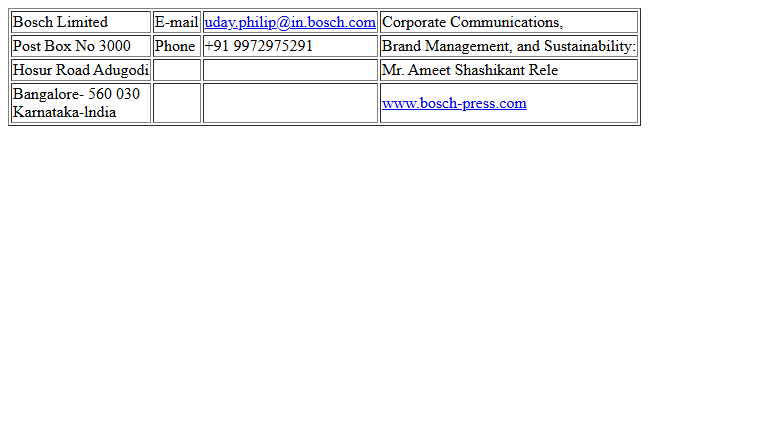 Bosch Limited E-mail uday.philip@in.bosch.com Corporate Communications,
Post Box No 3000 Phone +91 9972975291 Brand Management, and Sustainability:
Hosur Road Adugodi Mr. Ameet Shashikant Rele
Bangalore- 560 030
Karnataka-lndia
www.bosch-press.com